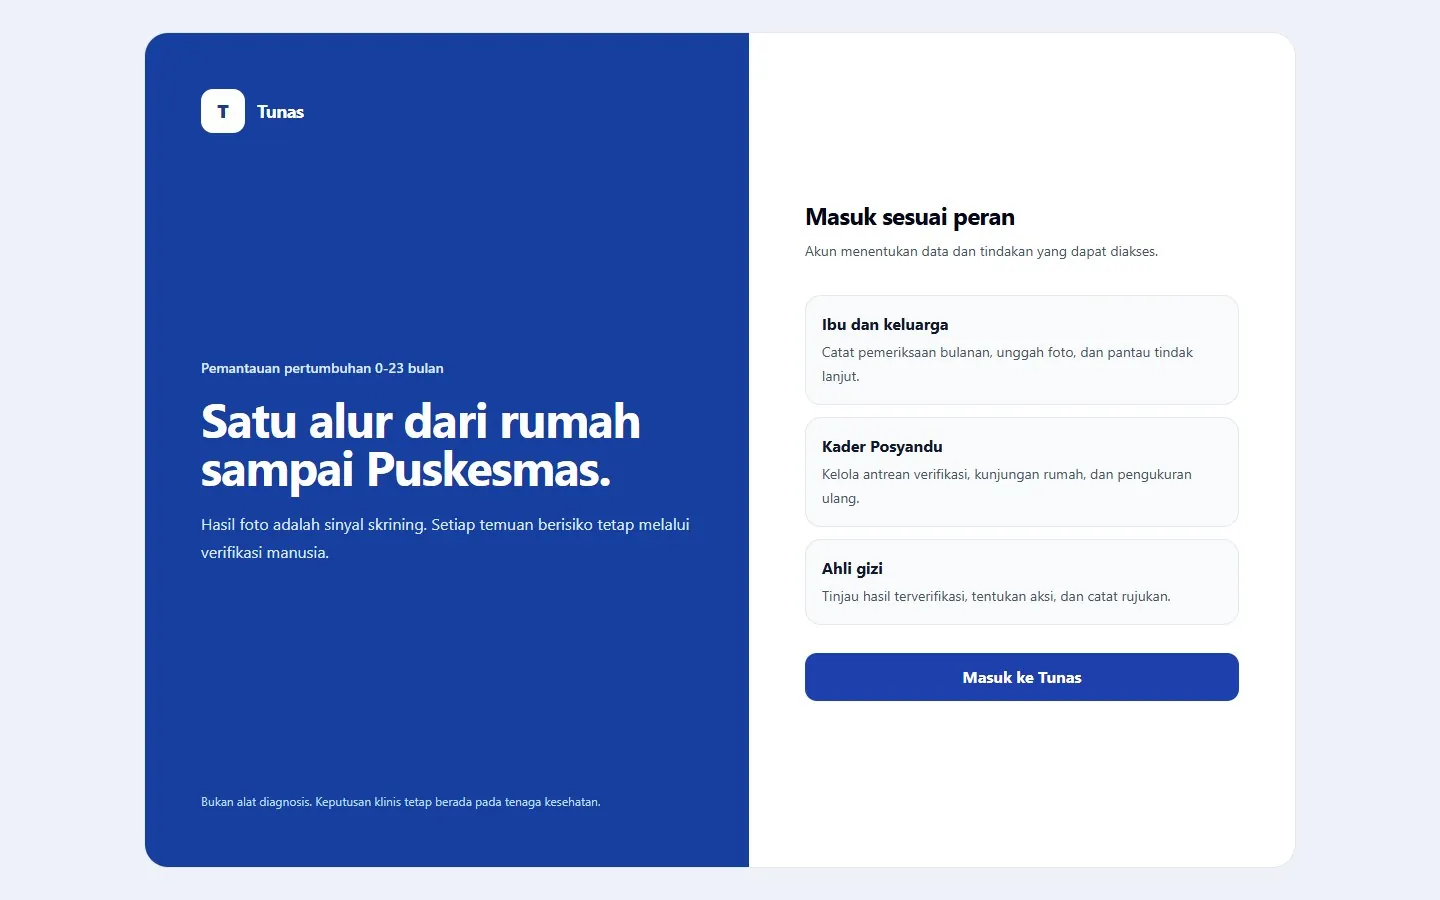 T
Tunas
Pemantauan pertumbuhan 0-23 bulan
Satu alur dari rumah
sampai Puskesmas.
Hasil foto adalah sinyal skrining. Setiap temuan berisiko tetap melalui
verifikasi manusia.
Bukan alat diagnosis. Keputusan klinis tetap berada pada tenaga kesehatan.
Masuk sesuai peran
Akun menentukan data dan tindakan yang dapat diakses.
Ibu dan keluarga
Catat pemeriksaan bulanan, unggah foto, dan pantau tindak
lanjut.
Kader Posyandu
Kelola antrean verifikasi, kunjungan rumah, dan pengukuran
ulang.
Ahli gizi
Tinjau hasil terverifikasi, tentukan aksi, dan catat rujukan.
Masuk ke Tunas